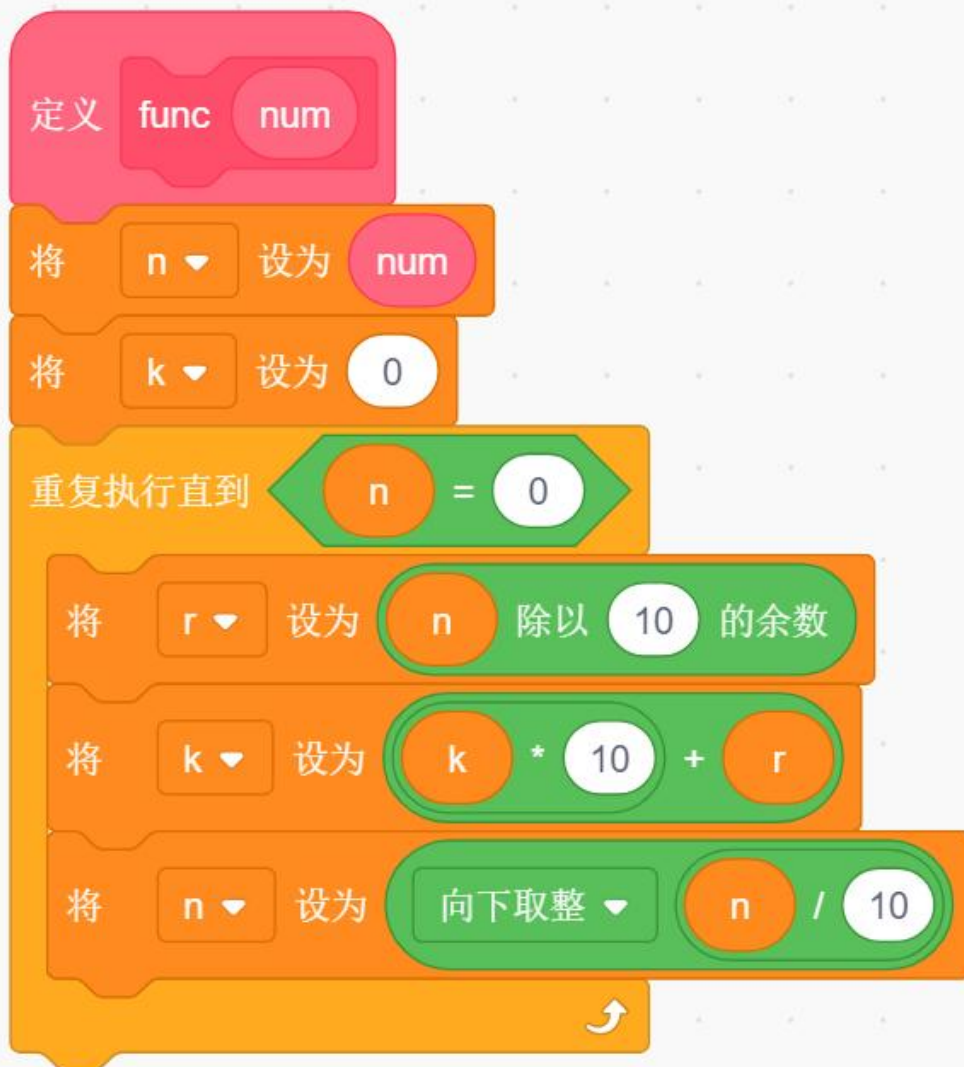 定义 func num
将 n 设为 num
将 k 设为 0
重复执行直到 n = 0
将 r 设为 n 除以 10 的余数
将 k 设为 k * 10 + r
将 n 设为 向下取整 n / 10